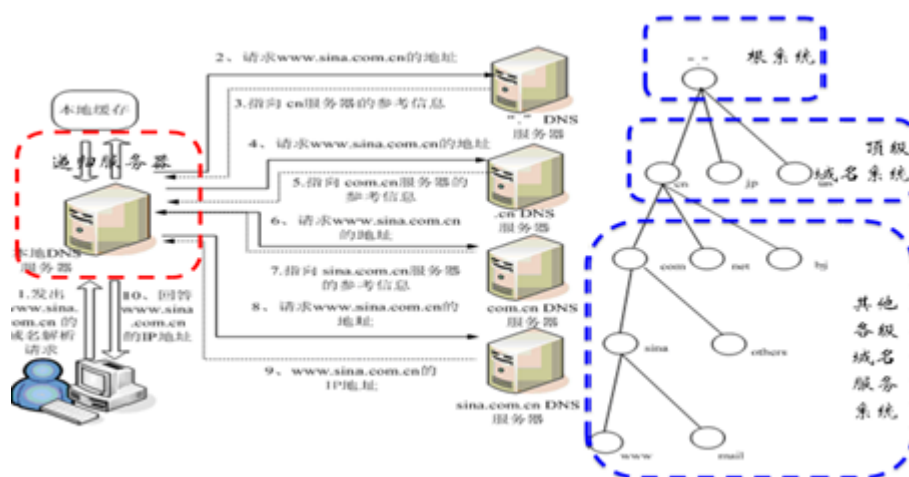 本地缓存
递归服务器
本地DNS
服务器
1.发出
www.sina.
com.cn 的
域名解析
请求
10、回答
www.sina
.com.cn
的IP地址
2、请求www.sina.com.cn的地址
3.指向 cn服务器的参考信息
4、请求www.sina.com.cn的地址
5.指向 com.cn服务器的
参考信息
6、请求www.sina.com.cn
的地址
7.指向 sina.com.cn服务器
的参考信息
8、请求www.sina.com.cn的
地址
9、www.sina.com.cn的
IP地址
"." DNS
服务器
.cn DNS
服务器
com.cn DNS
服务器
sina.com.cn DNS
服务器
"."
根系统
顶级
域名系统
cn
jp
com
net
bj
sina
others
www
mail
其他
各级
域名
服务
系统